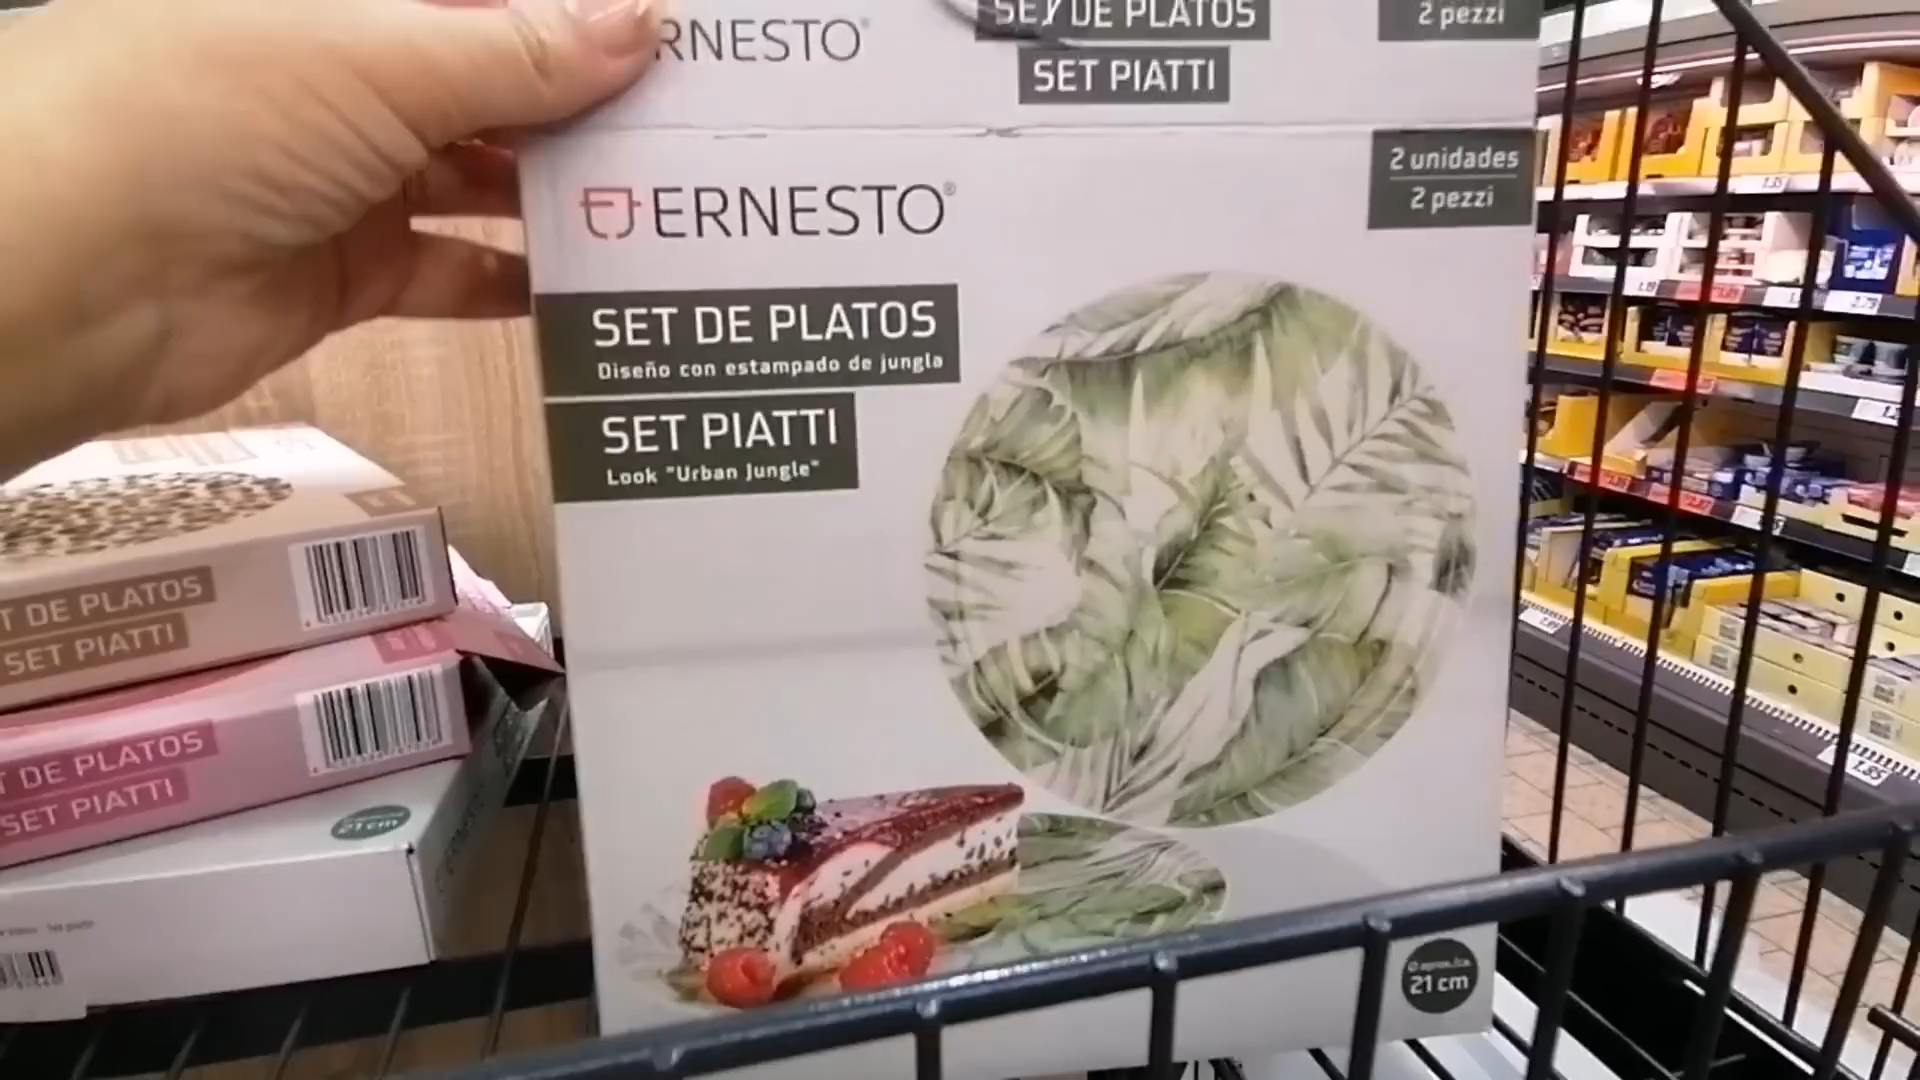 ERNESTO®
SET DE PLATOS
SET PIATTI
2 pezzi
ERNESTO®
2 unidades
2 pezzi
SET DE PLATOS
Diseño con estampado de jungla
SET PIATTI
Look "Urban Jungle"
21 cm
T DE PLATOS
SET PIATTI
T DE PLATOS
SET PIATTI
21 cm
1.85